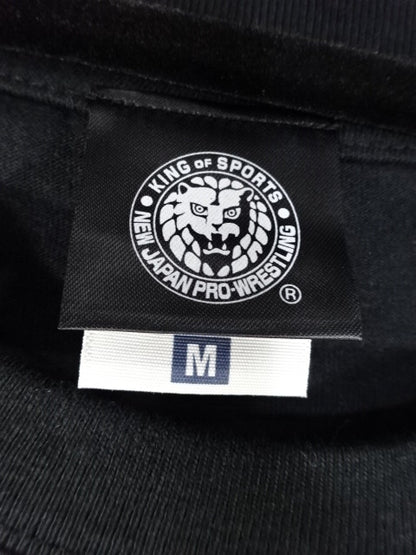 KING OF SPORTS
NEW JAPAN PRO-WRESTLING
®
M